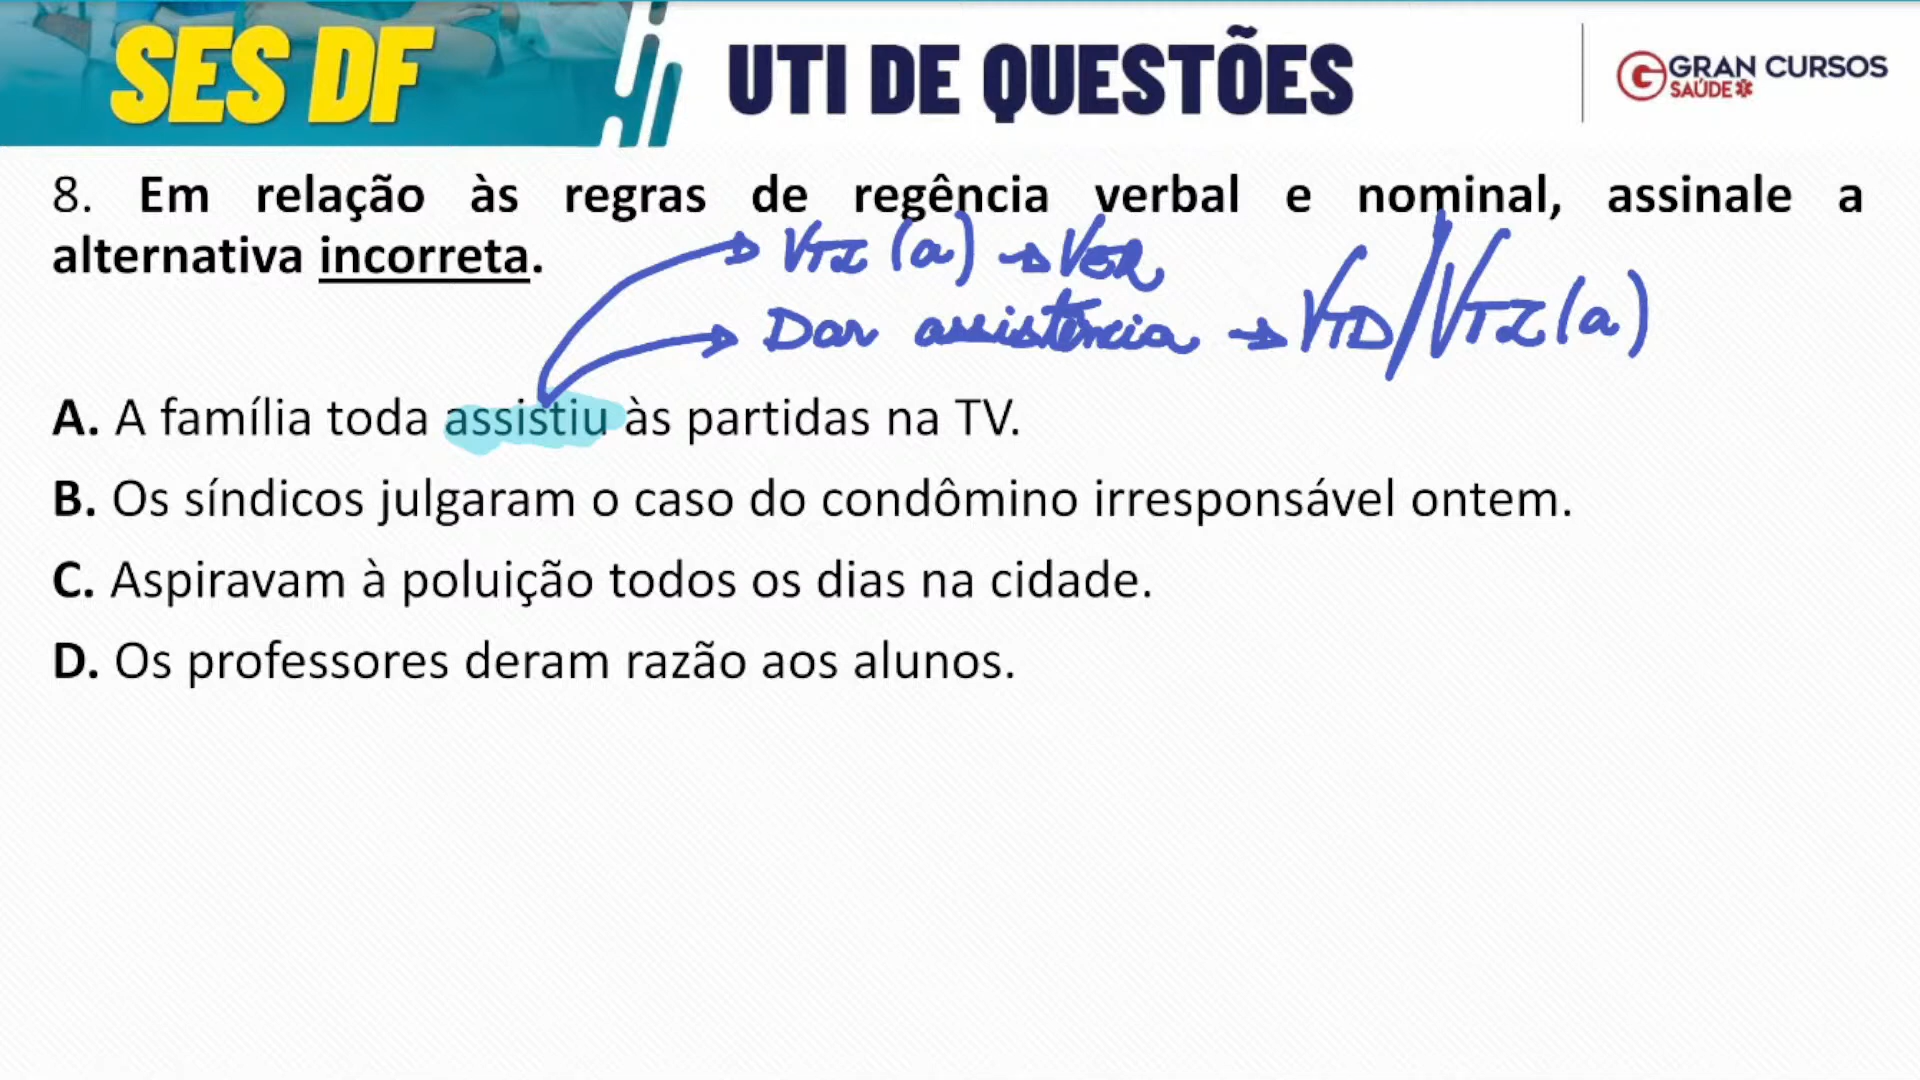 SES DF
UTI DE QUESTÕES
GRAN CURSOS
SAÚDE
8. Em relação às regras de regência verbal e nominal, assinale a
alternativa incorreta.
VTI (a) → VER
Dar assistência → VTD/VTI (a)
A. A família toda assistiu às partidas na TV.
B. Os síndicos julgaram o caso do condômino irresponsável ontem.
C. Aspiravam à poluição todos os dias na cidade.
D. Os professores deram razão aos alunos.